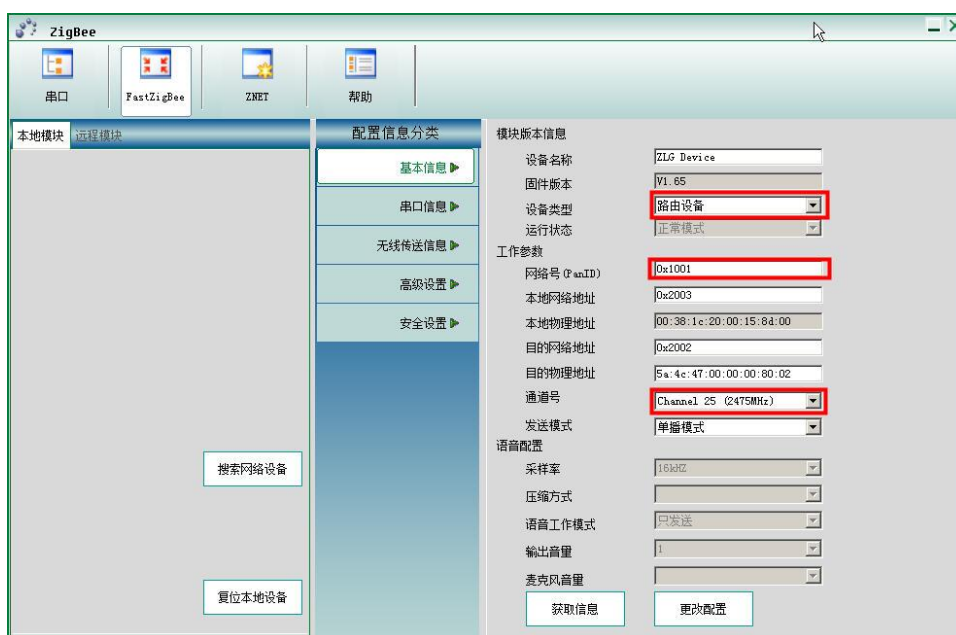 ZigBee
串口
FastZigBee
ZNET
帮助
本地模块 远程模块
搜索网络设备
复位本地设备
配置信息分类
基本信息
串口信息
无线传送信息
高级设置
安全设置
模块版本信息
设备名称 ZLG Device
固件版本 V1.65
设备类型 路由设备
运行状态 正常模式
工作参数
网络号(PanID) 0x1001
本地网络地址 0x2003
本地物理地址 00:38:1c:20:00:15:8d:00
目的网络地址 0x2002
目的物理地址 5a:4c:47:00:00:00:80:02
通道号 Channel 25 (2475MHz)
发送模式 单播模式
语音配置
采样率 16kHZ
压缩方式
语音工作模式 只发送
输出音量 1
麦克风音量
获取信息 更改配置